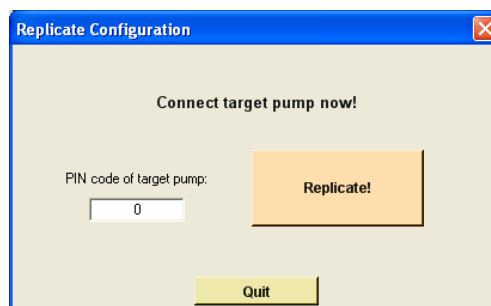 Replicate Configuration
Connect target pump now!
PIN code of target pump:
0
Replicate!
Quit